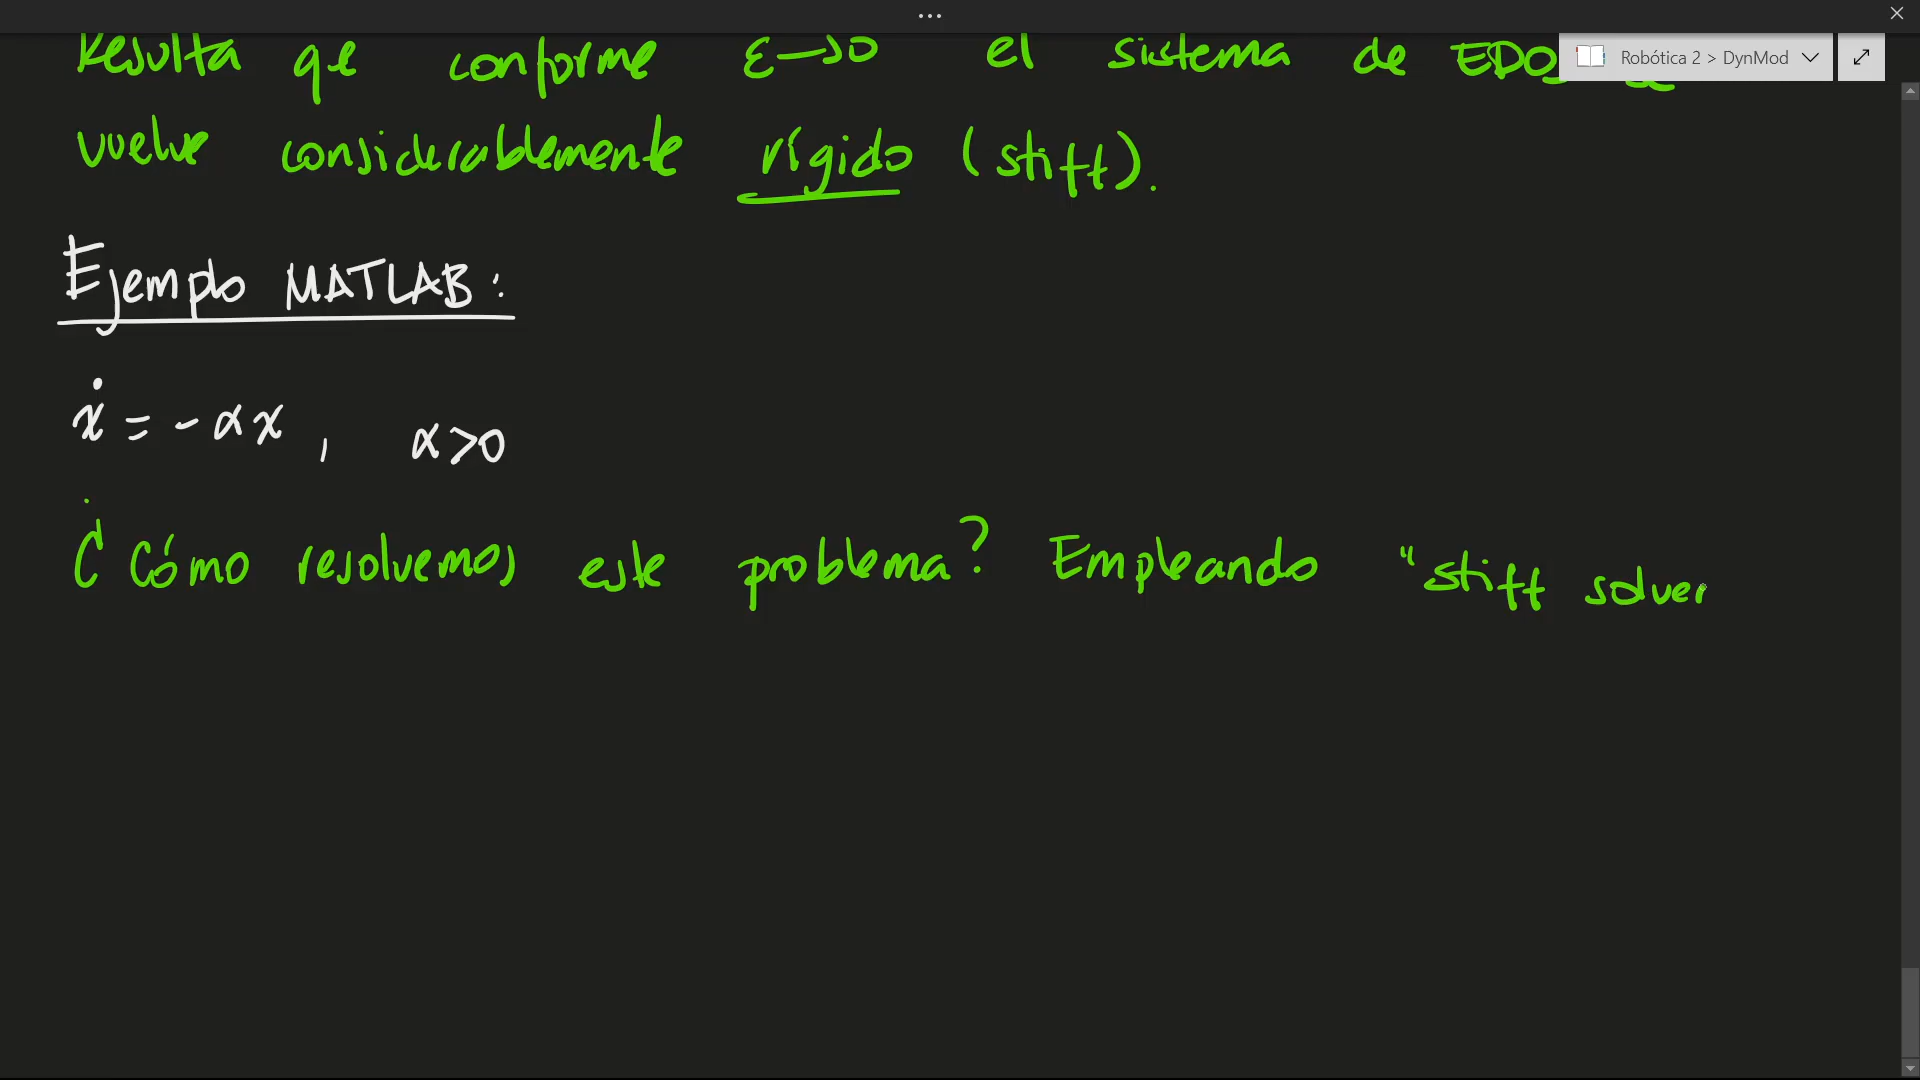 Robótica 2 > DynMod
Resulta qe conforme ε→0 el sistema de EDOs se
vuelve considerablemente rígido (stiff).
Ejemplo MATLAB:
ẋ = -αx , α>0
¿Cómo resolvemos este problema? Empleando "stiff solver